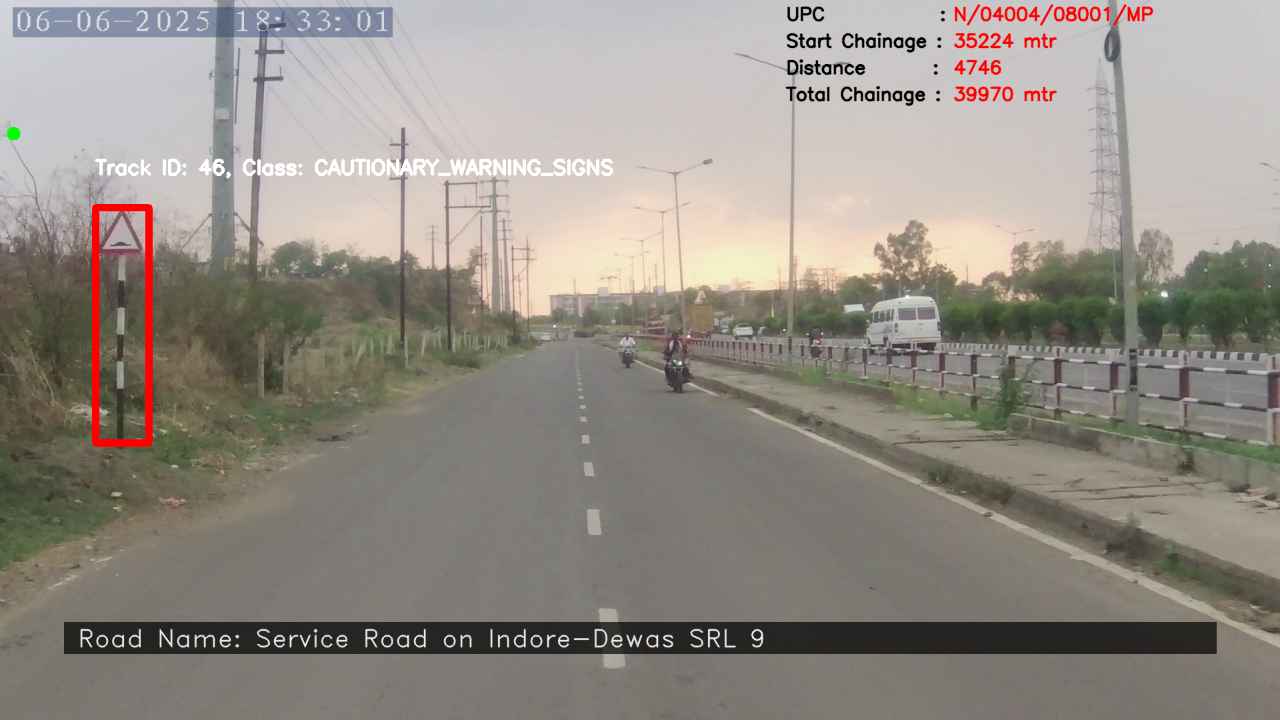 06-06-2025 18:33:01
UPC : N/04004/08001/MP
Start Chainage : 35224 mtr
Distance : 4746
Total Chainage : 39970 mtr
Track ID: 46, Class: CAUTIONARY_WARNING_SIGNS
Road Name: Service Road on Indore-Dewas SRL 9